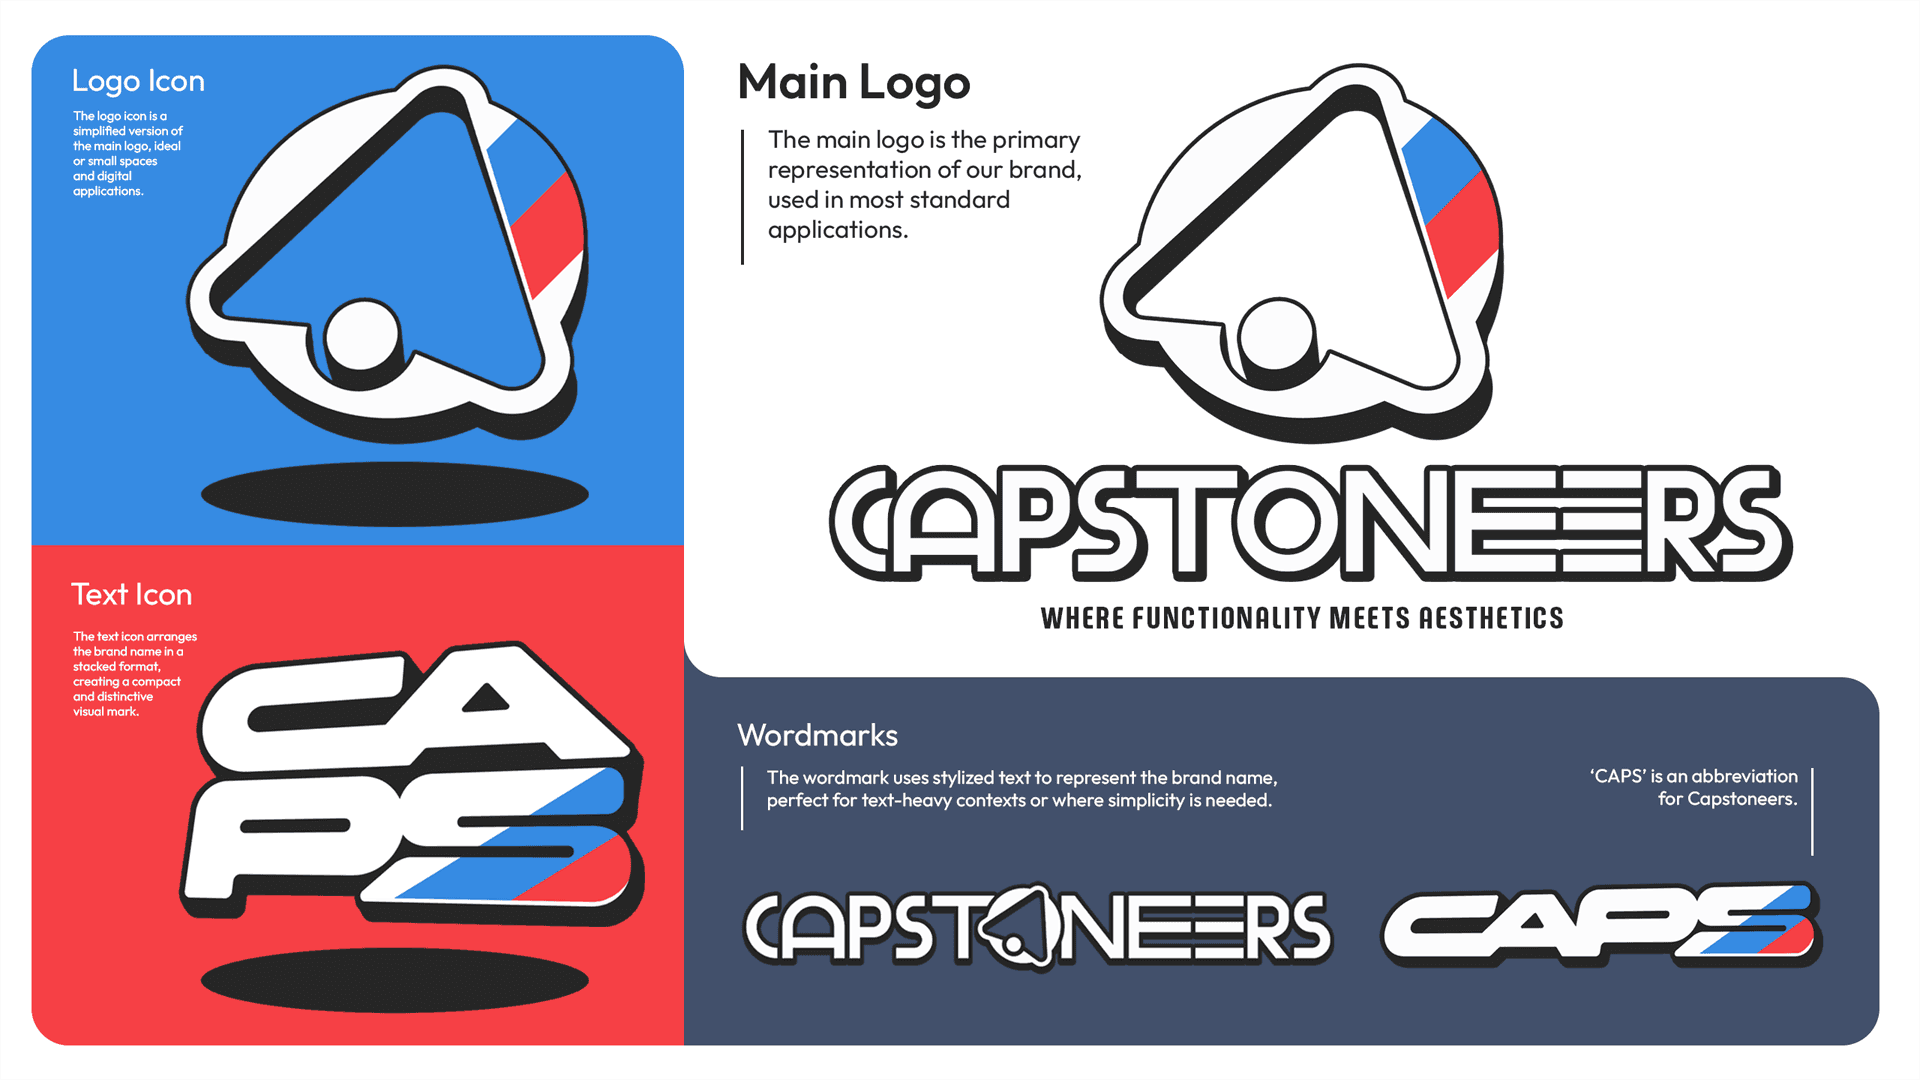 Logo Icon
The logo icon is a
simplified version of
the main logo, ideal
or small spaces
and digital
applications.
Main Logo
The main logo is the primary
representation of our brand,
used in most standard
applications.
CAPSTONEERS
WHERE FUNCTIONALITY MEETS AESTHETICS
Text Icon
The text icon arranges
the brand name in a
stacked format,
creating a compact
and distinctive
visual mark.
CA
PS
Wordmarks
The wordmark uses stylized text to represent the brand name,
perfect for text-heavy contexts or where simplicity is needed.
‘CAPS’ is an abbreviation
for Capstoneers.
CAPSTONEERS
CAPS